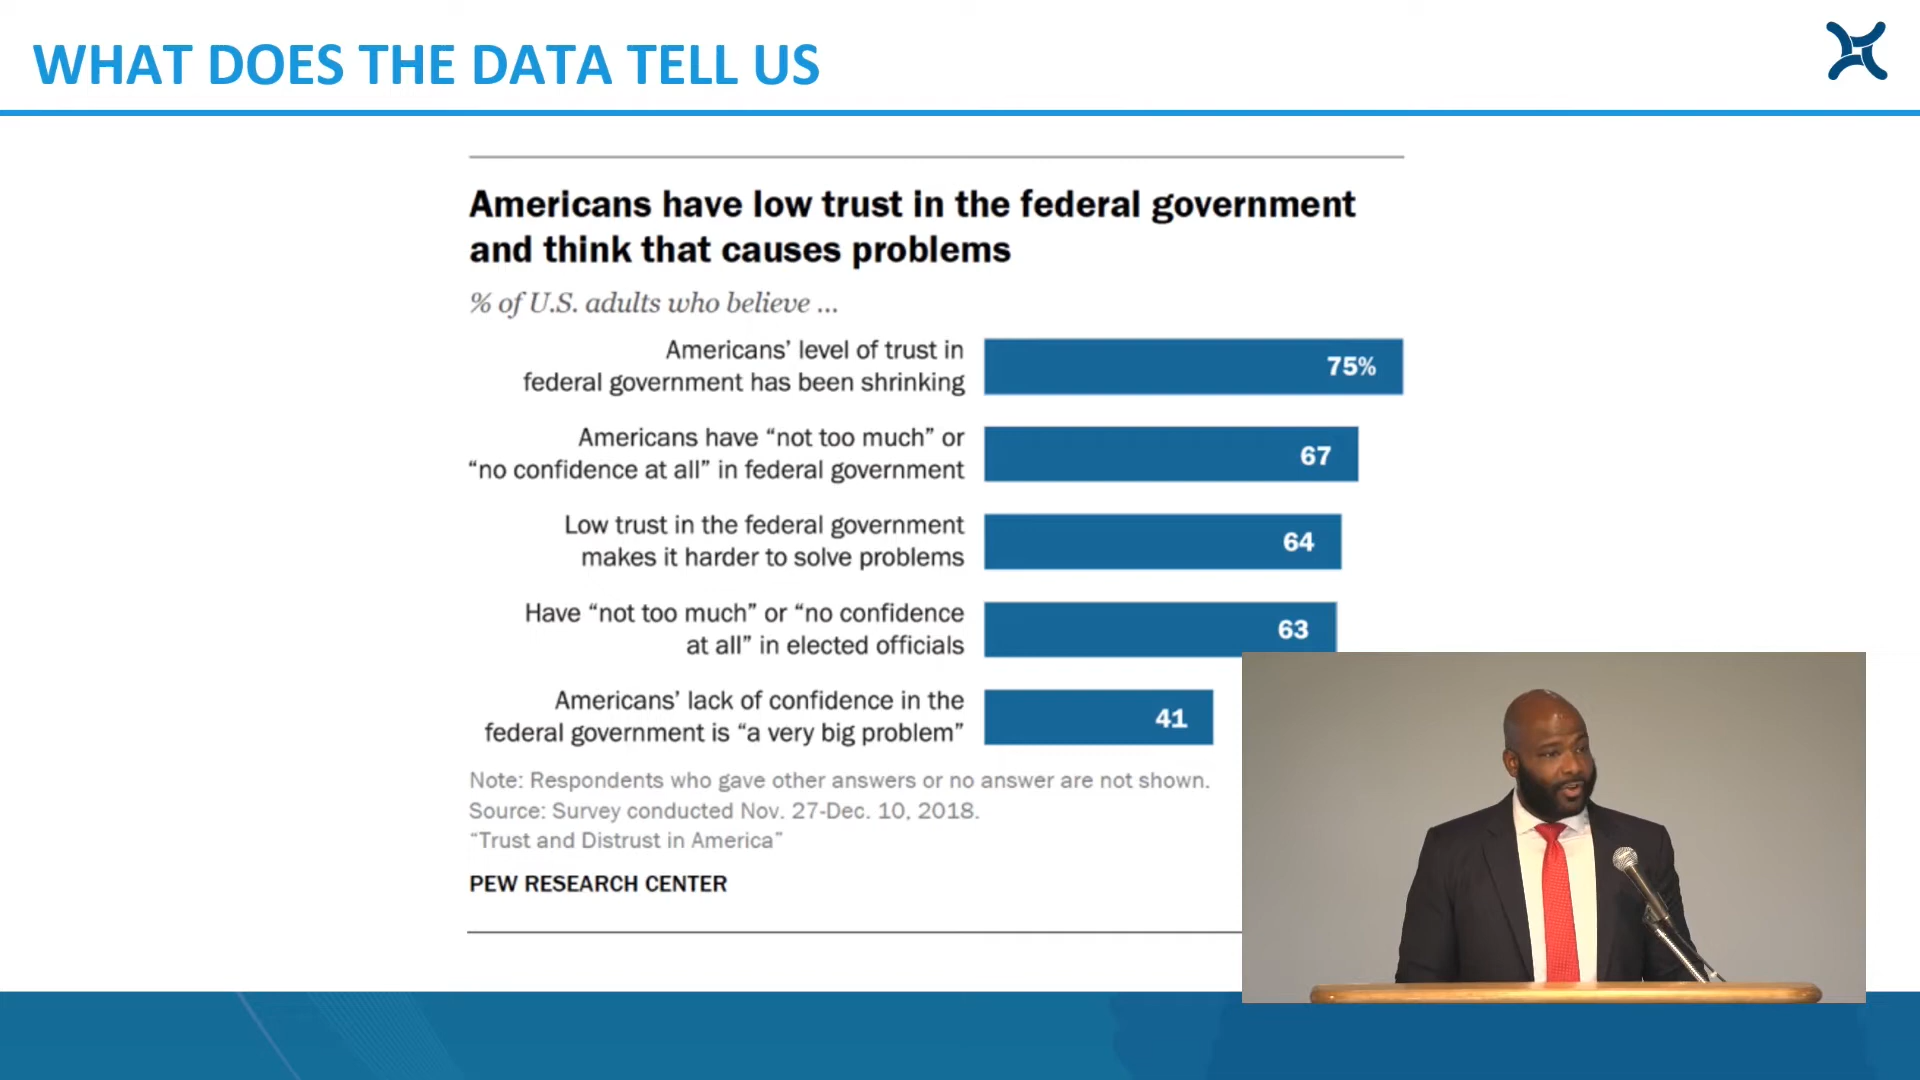 WHAT DOES THE DATA TELL US
Americans have low trust in the federal government
and think that causes problems
% of U.S. adults who believe ...
Americans’ level of trust in
federal government has been shrinking
75%
Americans have “not too much” or
“no confidence at all” in federal government
67
Low trust in the federal government
makes it harder to solve problems
64
Have “not too much” or “no confidence
at all” in elected officials
63
Americans’ lack of confidence in the
federal government is “a very big problem”
41
Note: Respondents who gave other answers or no answer are not shown.
Source: Survey conducted Nov. 27-Dec. 10, 2018.
“Trust and Distrust in America”
PEW RESEARCH CENTER